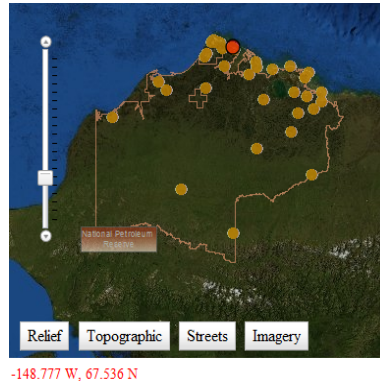 National Petroleum
Reserve
Relief
Topographic
Streets
Imagery
-148.777 W, 67.536 N